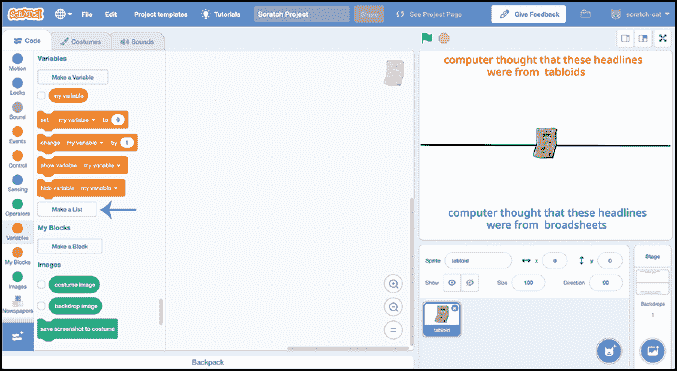 SCRATCH
File
Edit
Project templates
Tutorials
Scratch Project
Share
See Project Page
Give Feedback
scratch-cat
Code
Costumes
Sounds
Motion
Looks
Sound
Events
Control
Sensing
Operators
Variables
My Blocks
Images
Newspapers
Variables
Make a Variable
my variable
set my variable to 0
change my variable by 1
show variable my variable
hide variable my variable
Make a List
My Blocks
Make a Block
Images
costume image
backdrop image
save screenshot to costume
Backpack
computer thought that these headlines
were from tabloids
computer thought that these headlines
were from broadsheets
Sprite
tabloid
x
0
y
0
Show
Size
100
Direction
90
tabloid
Stage
Backdrops
1